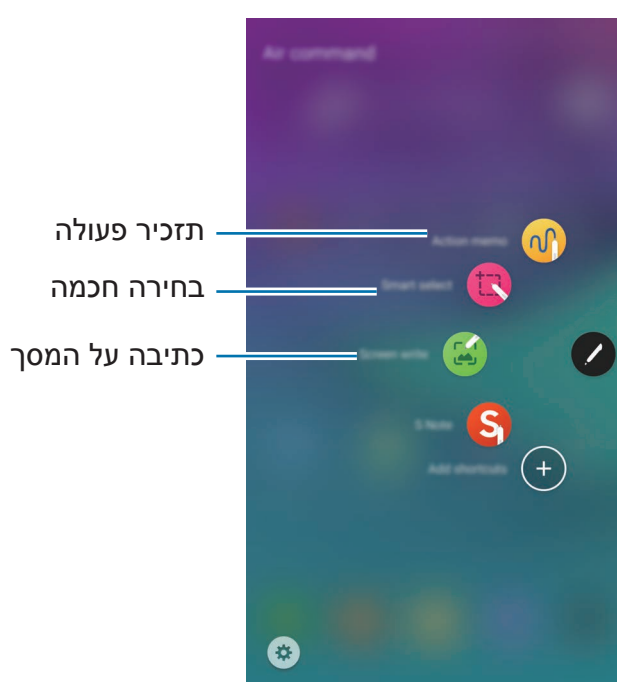 Air command
תזכיר פעולה
Action memo
בחירה חכמה
Smart select
כתיבה על המסך
Screen write
S Note
Add shortcuts